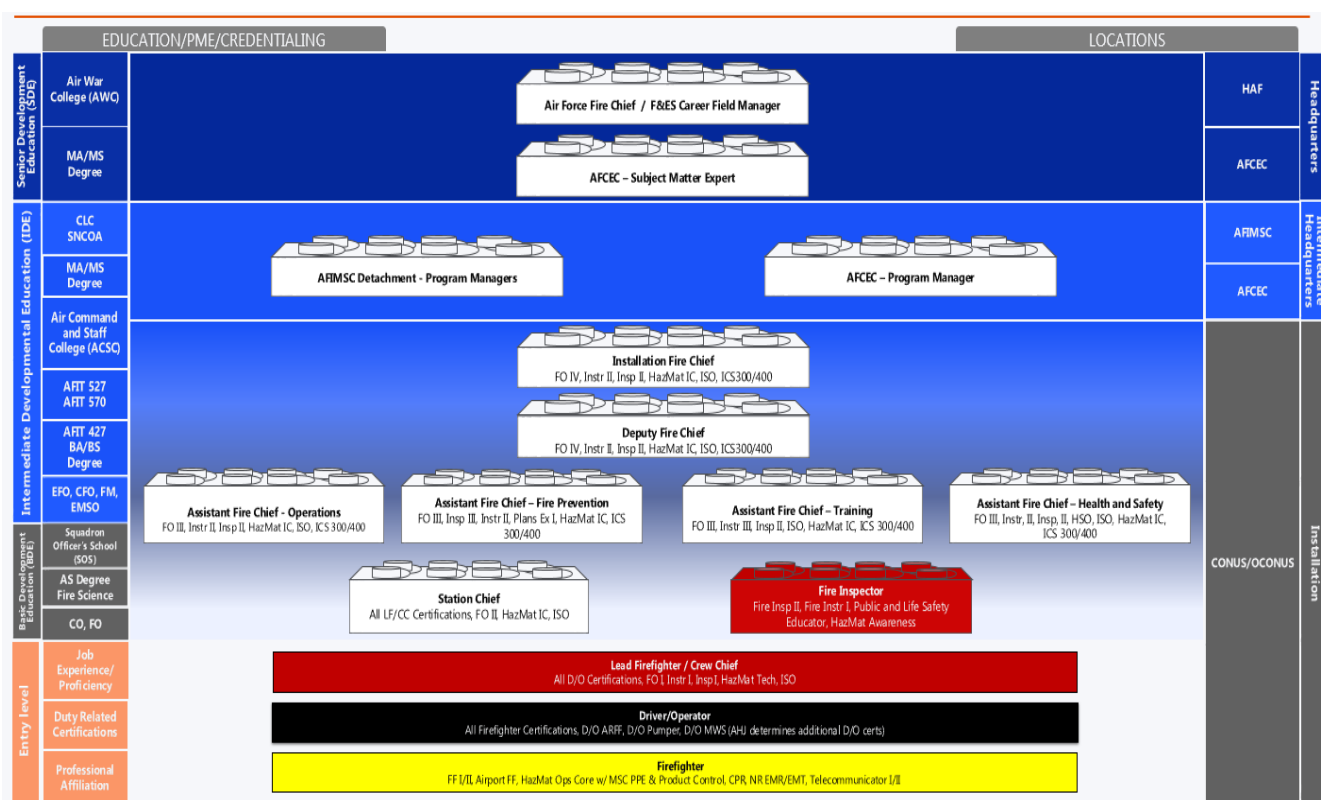 EDUCATION/PME/CREDENTIALING
LOCATIONS
Senior Development
Education (SDE)
Air War
College (AWC)
MA/MS
Degree
Air Force Fire Chief / F&ES Career Field Manager
AFCEC – Subject Matter Expert
HAF
AFCEC
Headquarters
Intermediate Developmental Education (IDE)
CLC
SNCOA
MA/MS
Degree
Air Command
and Staff
College (ACSC)
AFIT 527
AFIT 570
AFIT 427
BA/BS
Degree
EFO, CFO, FM,
EMSO
AFIMSC Detachment - Program Managers
AFCEC – Program Manager
AFIMSC
AFCEC
Intermediate
Headquarters
Installation Fire Chief
FO IV, Instr II, Insp II, HazMat IC, ISO, ICS300/400
Deputy Fire Chief
FO IV, Instr II, Insp II, HazMat IC, ISO, ICS300/400
Assistant Fire Chief - Operations
FO III, Instr II, Insp II, HazMat IC, ISO, ICS 300/400
Assistant Fire Chief – Fire Prevention
FO III, Insp III, Instr II, Plans Ex I, HazMat IC, ICS
300/400
Assistant Fire Chief – Training
FO III, Instr III, Insp II, ISO, HazMat IC, ICS 300/400
Assistant Fire Chief – Health and Safety
FO III, Instr, II, Insp, II, HSO, ISO, HazMat IC,
ICS 300/400
Basic Development
Education (BDE)
Squadron
Officer's School
(SOS)
AS Degree
Fire Science
CO, FO
Station Chief
All LF/CC Certifications, FO II, HazMat IC, ISO
Fire Inspector
Fire Insp II, Fire Instr I, Public and Life Safety
Educator, HazMat Awareness
CONUS/OCONUS
Installation
Entry level
Job
Experience/
Proficiency
Duty Related
Certifications
Professional
Affiliation
Lead Firefighter / Crew Chief
All D/O Certifications, FO I, Instr I, Insp I, HazMat Tech, ISO
Driver/Operator
All Firefighter Certifications, D/O ARFF, D/O Pumper, D/O MWS (AHJ determines additional D/O certs)
Firefighter
FF I/II, Airport FF, HazMat Ops Core w/ MSC PPE & Product Control, CPR, NR EMR/EMT, Telecommunicator I/II